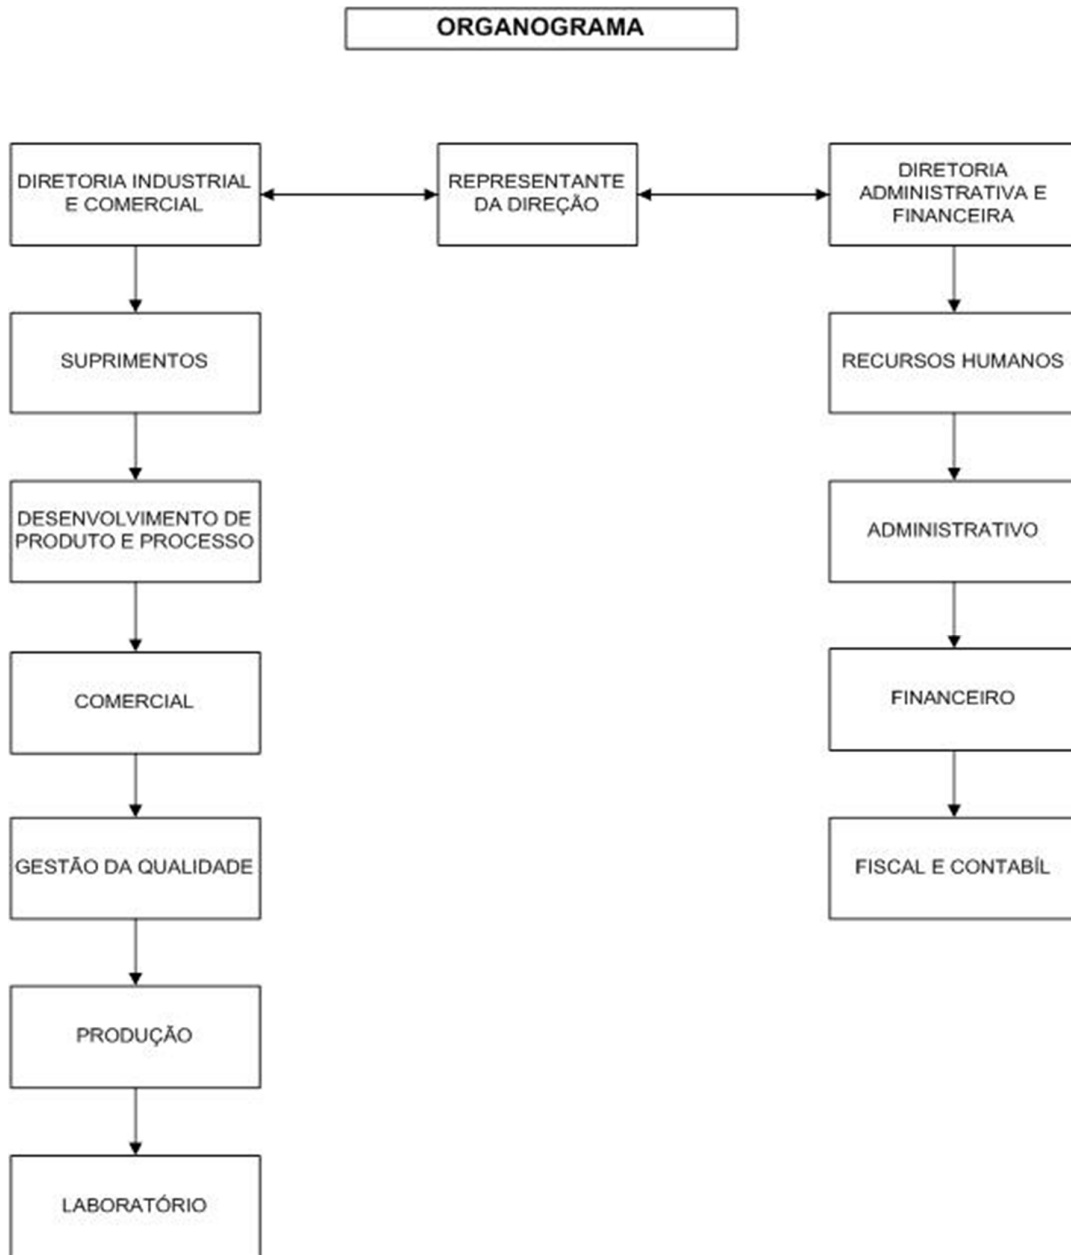 ORGANOGRAMA
DIRETORIA INDUSTRIAL
E COMERCIAL
REPRESENTANTE
DA DIREÇÃO
DIRETORIA
ADMINISTRATIVA E
FINANCEIRA
SUPRIMENTOS
RECURSOS HUMANOS
DESENVOLVIMENTO DE
PRODUTO E PROCESSO
ADMINISTRATIVO
COMERCIAL
FINANCEIRO
GESTÃO DA QUALIDADE
FISCAL E CONTABÍL
PRODUÇÃO
LABORATÓRIO